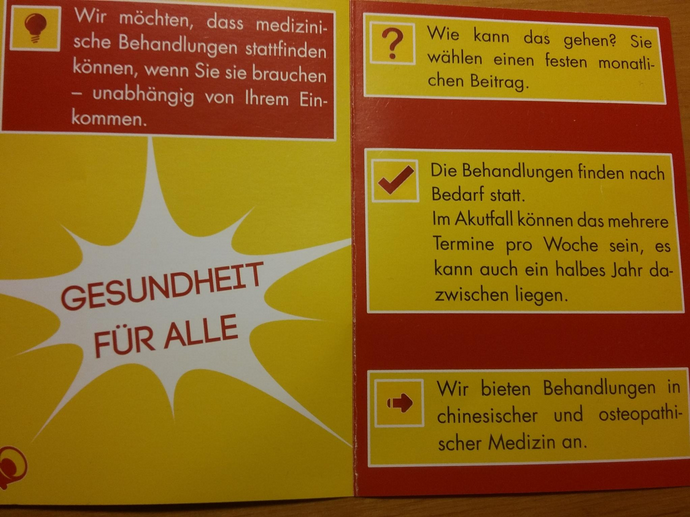 Wir möchten, dass medizini-
sche Behandlungen stattfinden
können, wenn Sie sie brauchen
– unabhängig von Ihrem Ein-
kommen.
GESUNDHEIT
FÜR ALLE
?
Wie kann das gehen? Sie
wählen einen festen monatli-
chen Beitrag.
Die Behandlungen finden nach
Bedarf statt.
Im Akutfall können das mehrere
Termine pro Woche sein, es
kann auch ein halbes Jahr da-
zwischen liegen.
Wir bieten Behandlungen in
chinesischer und osteopathi-
scher Medizin an.